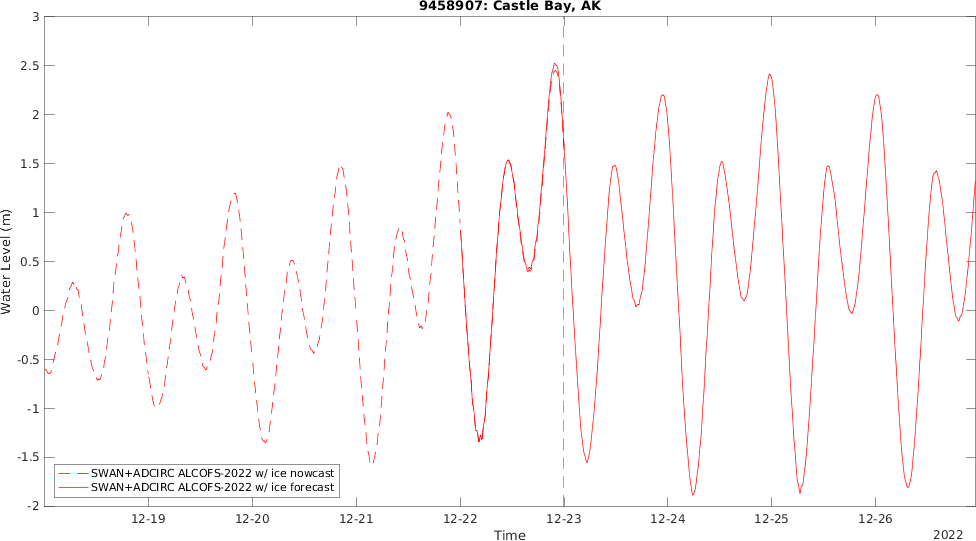 9458907: Castle Bay, AK
3
2.5
2
1.5
1
0.5
0
-0.5
-1
-1.5
-2
Water Level (m)
SWAN+ADCIRC ALCOFS-2022 w/ ice nowcast
SWAN+ADCIRC ALCOFS-2022 w/ ice forecast
12-19 12-20 12-21 12-22 12-23 12-24 12-25 12-26
Time
2022